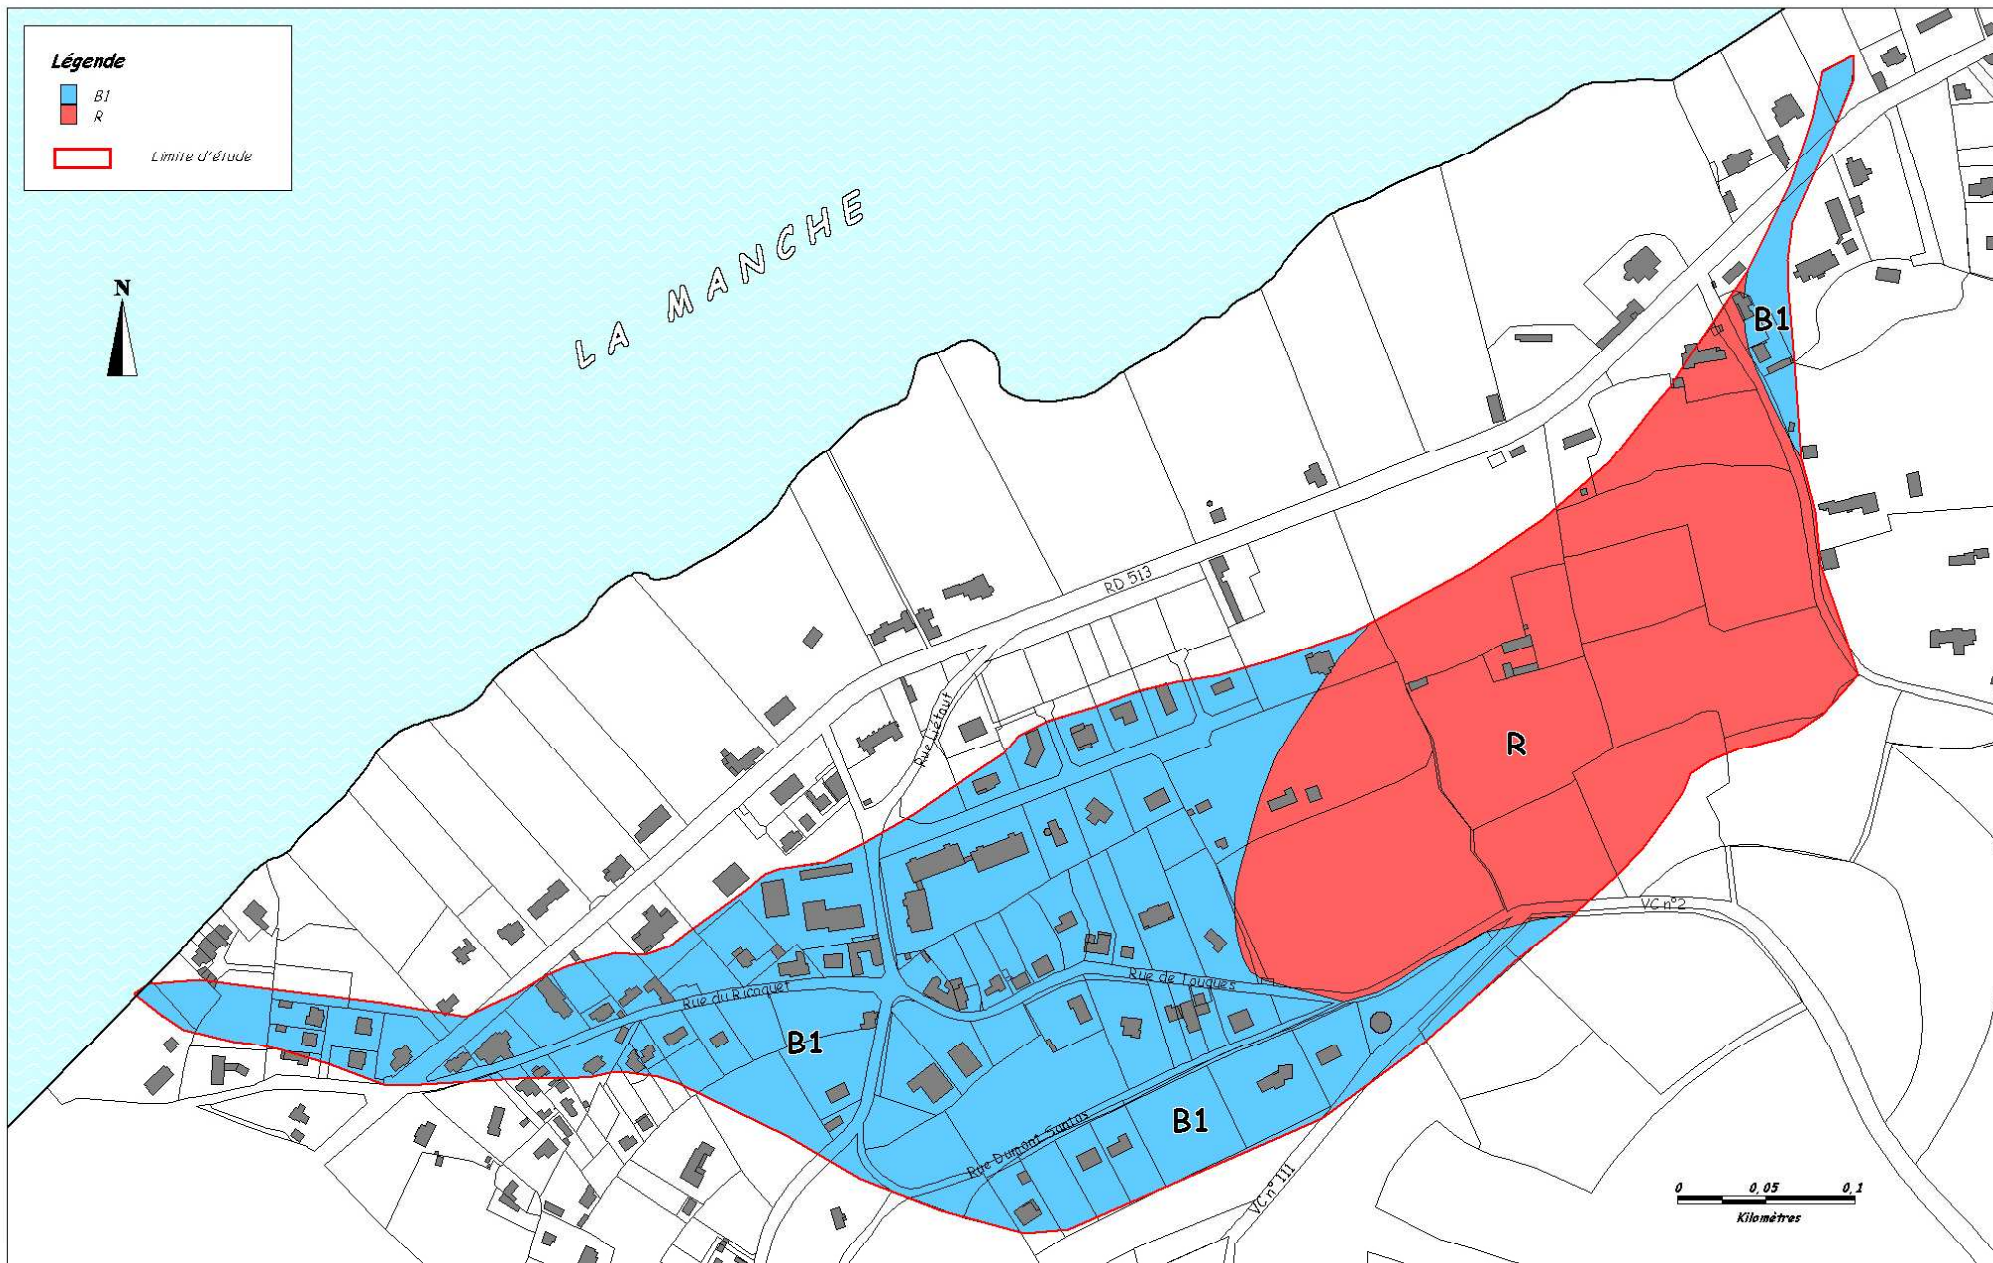 Légende
B1
R
Limite d'étude
N
LA MANCHE
B1
RD 513
Rue Liétout
R
VC n°2
Rue de Touques
Rue du Ricoquet
B1
B1
Rue Dumont Santos
VC n° 111
0 0,05 0,1
Kilomètres